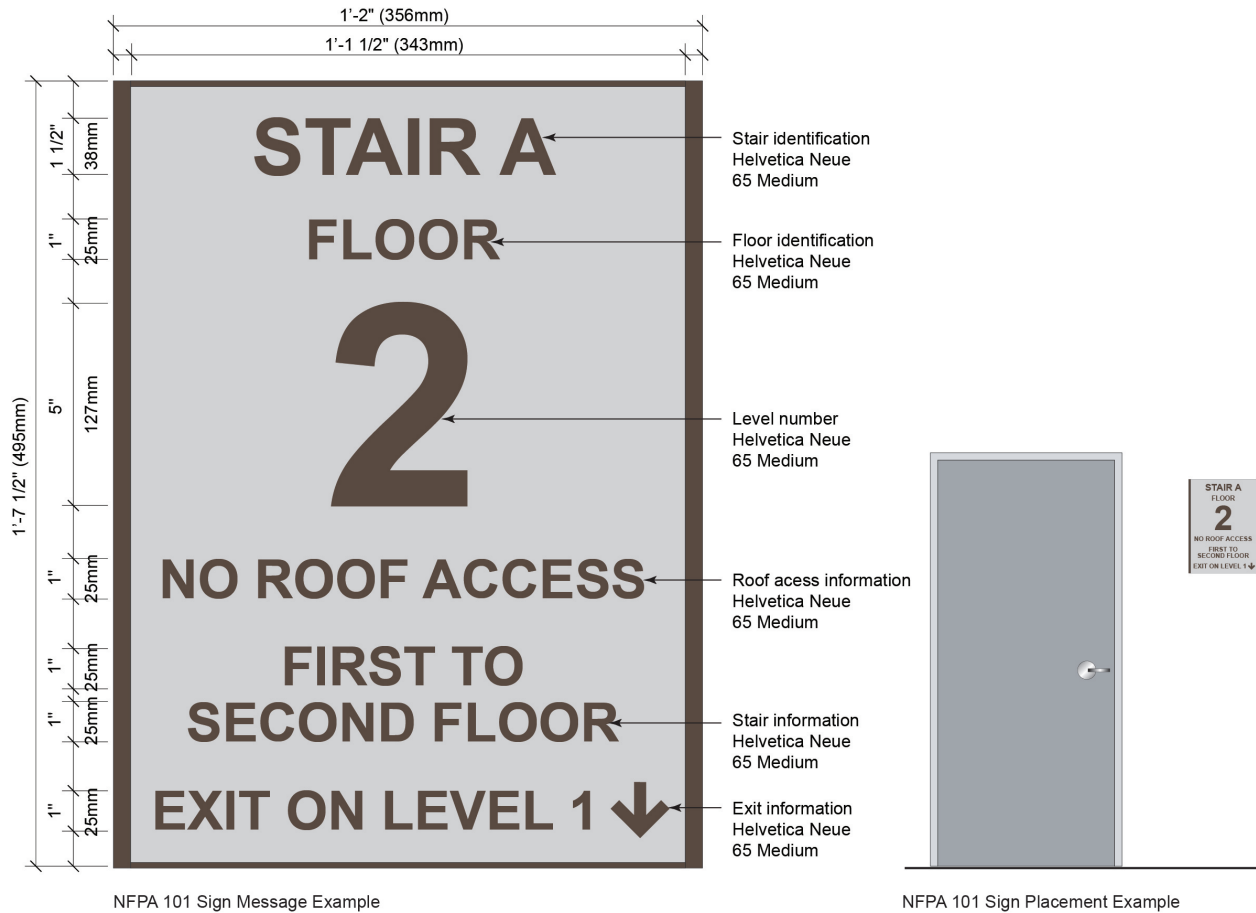 1'-2" (356mm)
1'-1 1/2" (343mm)
1'-7 1/2" (495mm)
1 1/2"
38mm
1"
25mm
5"
127mm
1"
25mm
1"
25mm
1"
25mm
1"
25mm
STAIR A
FLOOR
2
NO ROOF ACCESS
FIRST TO
SECOND FLOOR
EXIT ON LEVEL 1
Stair identification
Helvetica Neue
65 Medium
Floor identification
Helvetica Neue
65 Medium
Level number
Helvetica Neue
65 Medium
Roof acess information
Helvetica Neue
65 Medium
Stair information
Helvetica Neue
65 Medium
Exit information
Helvetica Neue
65 Medium
STAIR A
FLOOR
2
NO ROOF ACCESS
FIRST TO
SECOND FLOOR
EXIT ON LEVEL 1
NFPA 101 Sign Message Example
NFPA 101 Sign Placement Example